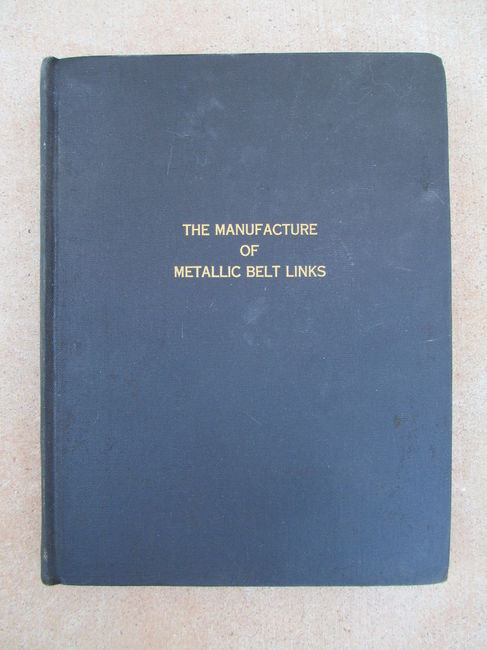 THE MANUFACTURE
OF
METALLIC BELT LINKS